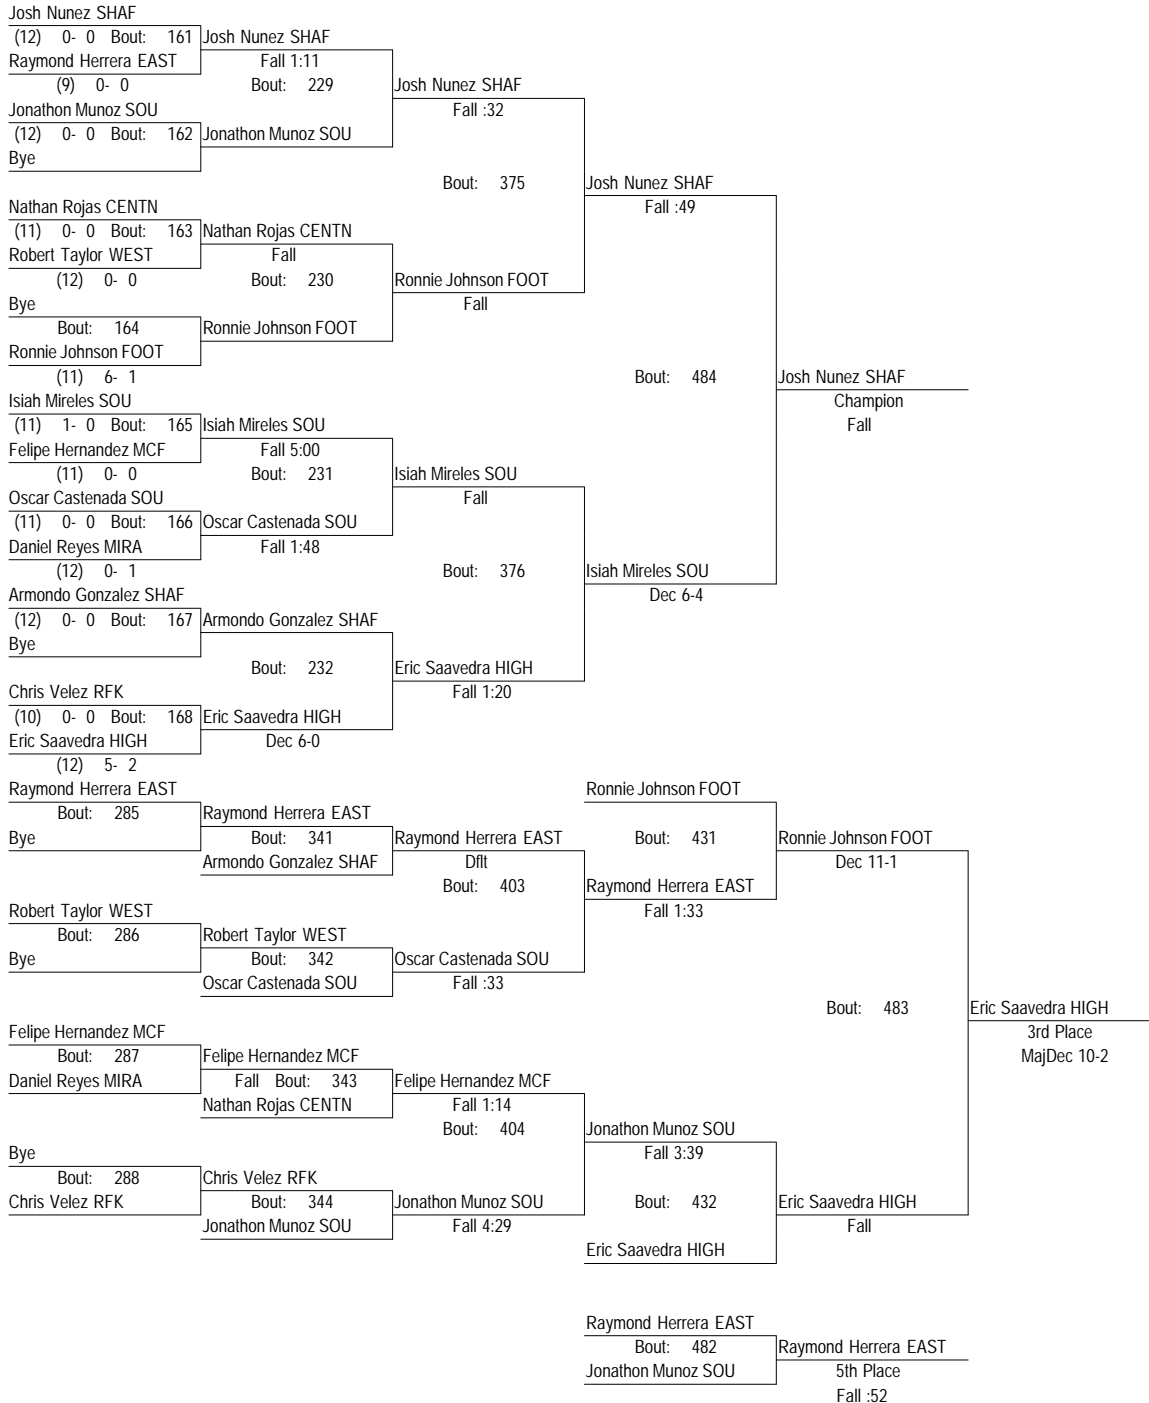 Josh Nunez SHAF
(12) 0- 0 Bout: 161 Josh Nunez SHAF
Raymond Herrera EAST Fall 1:11
(9) 0- 0 Bout: 229 Josh Nunez SHAF
Jonathon Munoz SOU Fall :32
(12) 0- 0 Bout: 162 Jonathon Munoz SOU
Bye
Bout: 375 Josh Nunez SHAF
Nathan Rojas CENTN Fall :49
(11) 0- 0 Bout: 163 Nathan Rojas CENTN
Robert Taylor WEST Fall
(12) 0- 0 Bout: 230 Ronnie Johnson FOOT
Bye Fall
Bout: 164 Ronnie Johnson FOOT
Ronnie Johnson FOOT
(11) 6- 1 Bout: 484 Josh Nunez SHAF
Isiah Mireles SOU Champion
(11) 1- 0 Bout: 165 Isiah Mireles SOU Fall
Felipe Hernandez MCF Fall 5:00
(11) 0- 0 Bout: 231 Isiah Mireles SOU
Oscar Castenada SOU Fall
(11) 0- 0 Bout: 166 Oscar Castenada SOU
Daniel Reyes MIRA Fall 1:48
(12) 0- 1 Bout: 376 Isiah Mireles SOU
Armondo Gonzalez SHAF Dec 6-4
(12) 0- 0 Bout: 167 Armondo Gonzalez SHAF
Bye
Bout: 232 Eric Saavedra HIGH
Chris Velez RFK Fall 1:20
(10) 0- 0 Bout: 168 Eric Saavedra HIGH
Eric Saavedra HIGH Dec 6-0
(12) 5- 2
Raymond Herrera EAST Ronnie Johnson FOOT
Bout: 285 Raymond Herrera EAST
Bye Bout: 341 Raymond Herrera EAST Bout: 431 Ronnie Johnson FOOT
Armondo Gonzalez SHAF Dflt Dec 11-1
Bout: 403 Raymond Herrera EAST
Robert Taylor WEST Fall 1:33
Bout: 286 Robert Taylor WEST
Bye Bout: 342 Oscar Castenada SOU
Oscar Castenada SOU Fall :33
Bout: 483 Eric Saavedra HIGH
Felipe Hernandez MCF 3rd Place
Bout: 287 Felipe Hernandez MCF MajDec 10-2
Daniel Reyes MIRA Fall Bout: 343 Felipe Hernandez MCF
Nathan Rojas CENTN Fall 1:14
Bout: 404 Jonathon Munoz SOU
Bye Fall 3:39
Bout: 288 Chris Velez RFK
Chris Velez RFK Bout: 344 Jonathon Munoz SOU Bout: 432 Eric Saavedra HIGH
Jonathon Munoz SOU Fall 4:29 Fall
Eric Saavedra HIGH
Raymond Herrera EAST
Bout: 482 Raymond Herrera EAST
Jonathon Munoz SOU 5th Place
Fall :52